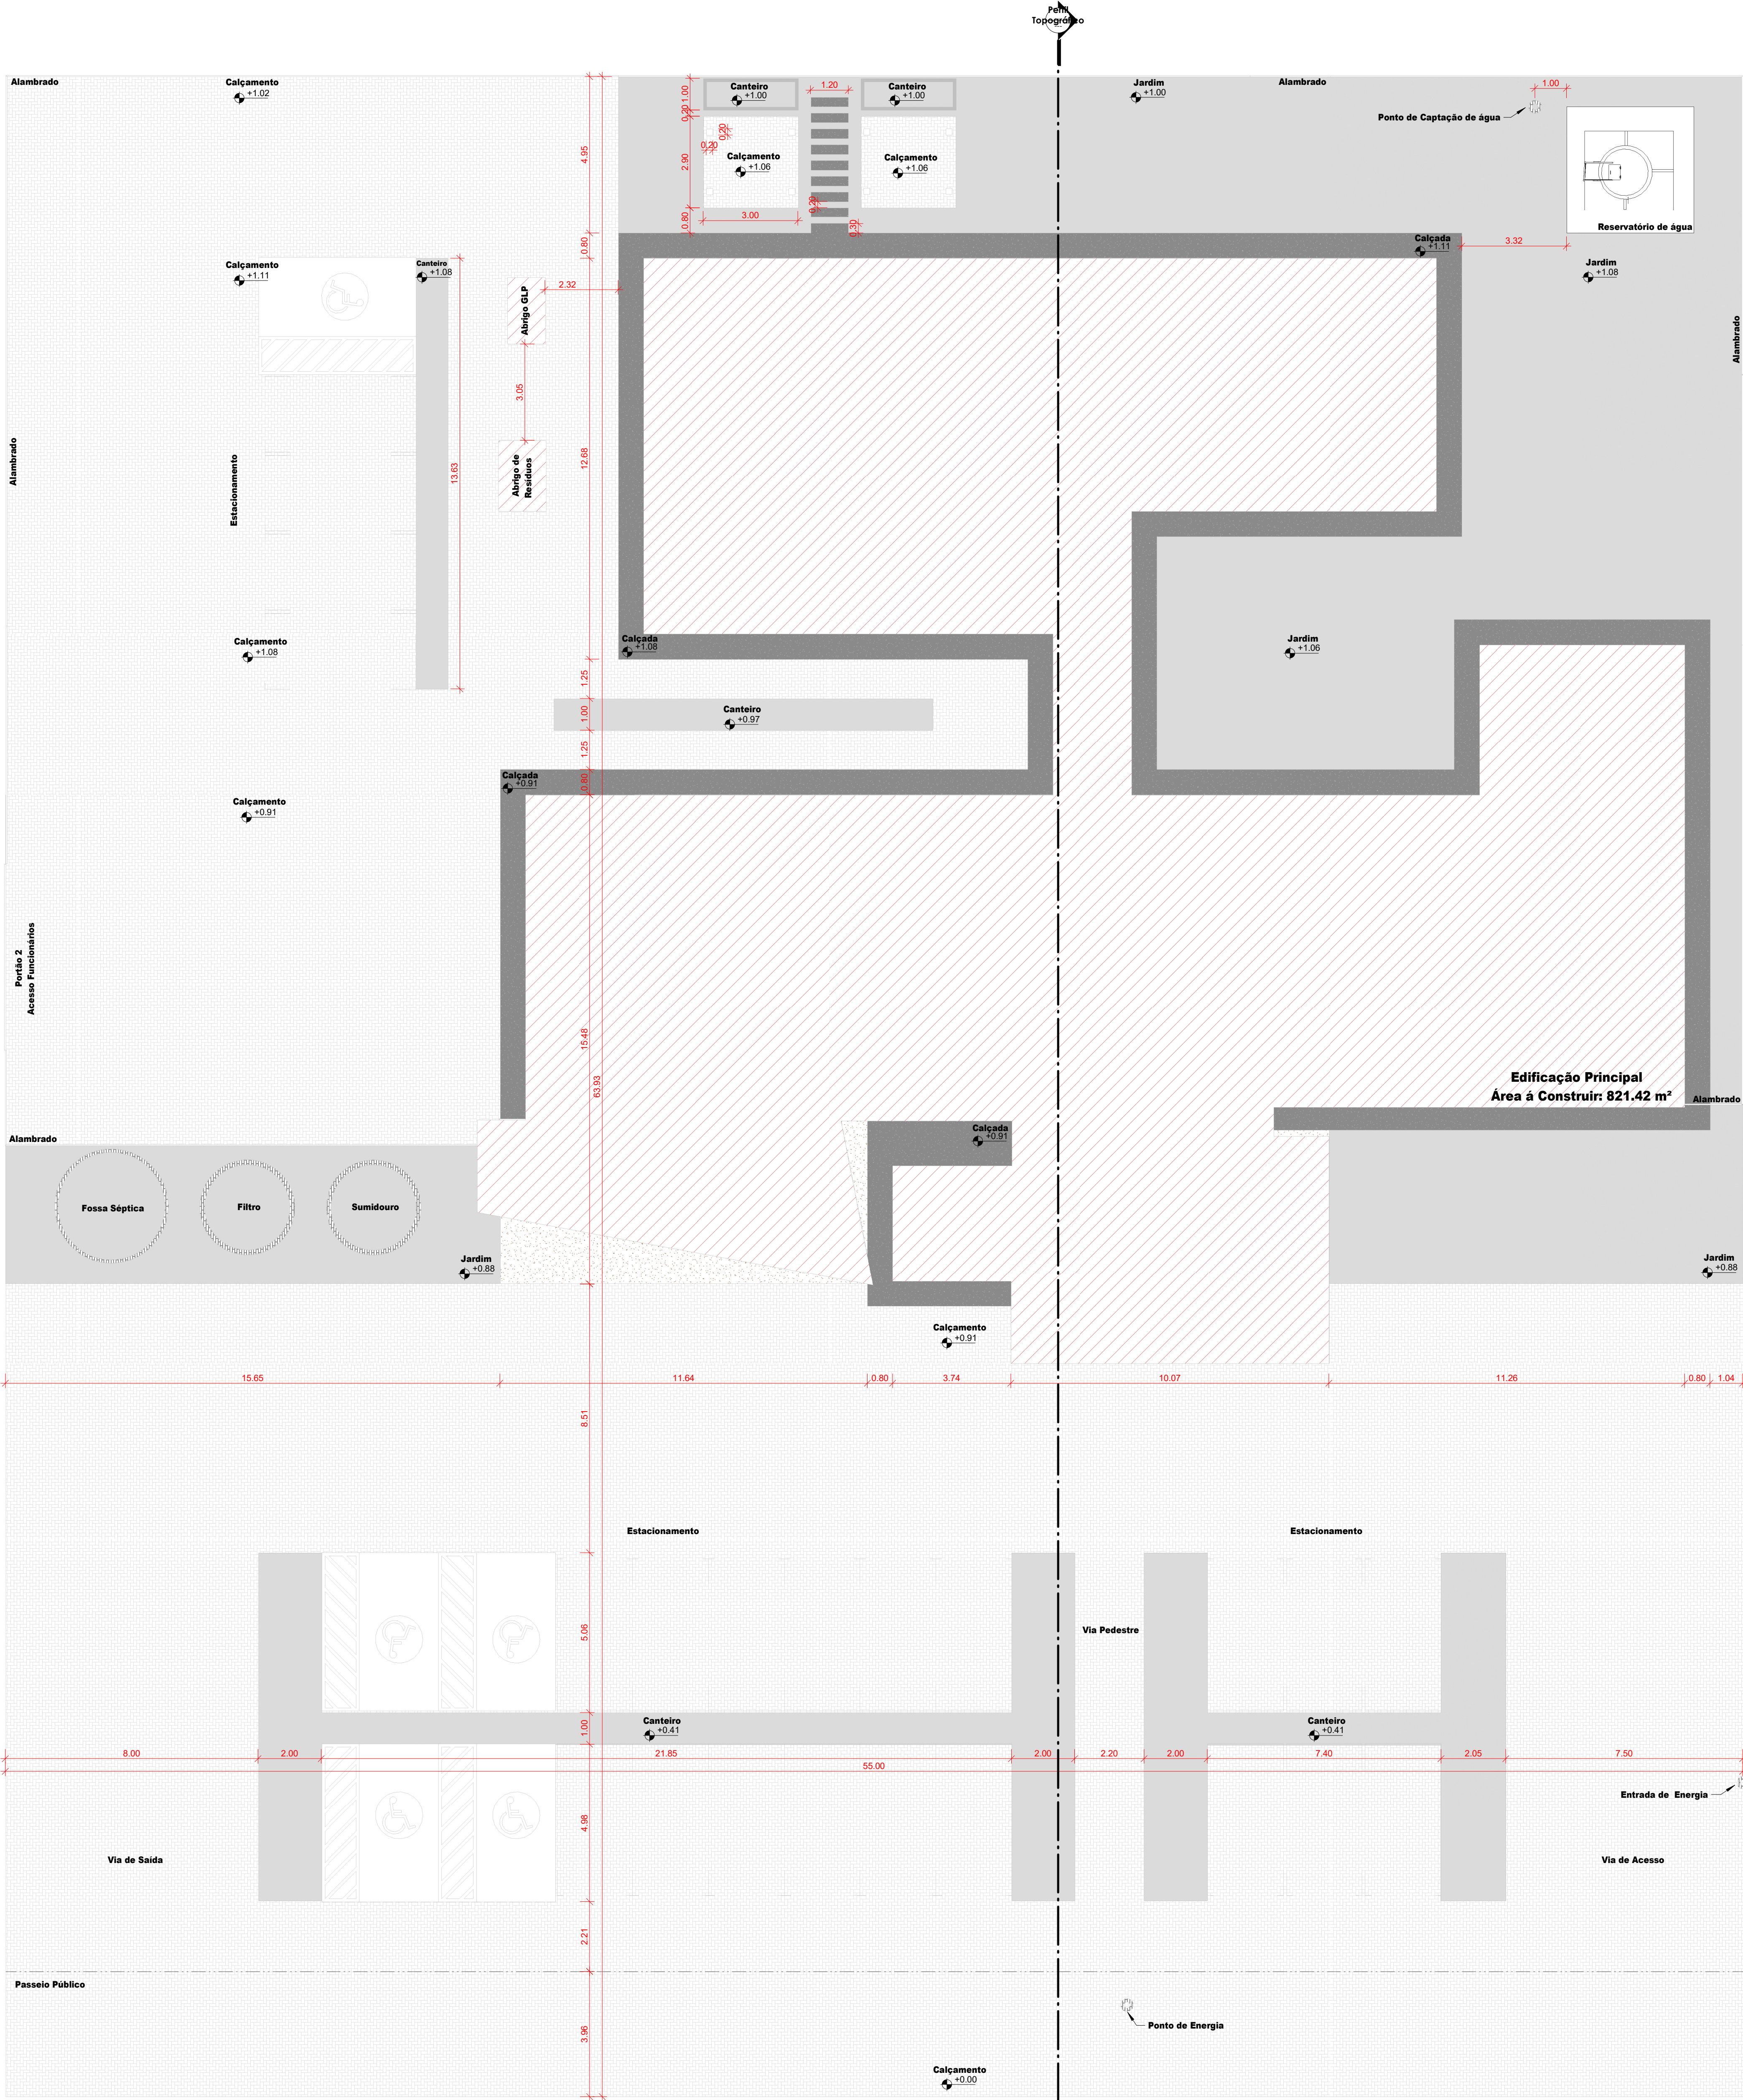 Perfil
Topográfico
Alambrado
Calçamento
+1.02
Canteiro
+1.00
1.20
Canteiro
+1.00
Jardim
+1.00
Alambrado
1.00
Ponto de Captação de água
1.00
0.20
4.95
0.20
0.20
Calçamento
+1.06
Calçamento
+1.06
2.90
0.20
3.00
0.80
0.30
Reservatório de água
Calçada
+1.11
3.32
0.80
Calçamento
+1.11
Canteiro
+1.08
Jardim
+1.08
2.32
Abrigo GLP
Alambrado
3.05
Alambrado
Estacionamento
13.63
Abrigo de
Resíduos
12.68
Calçamento
+1.08
Calçada
+1.08
Jardim
+1.06
1.25
1.00
Canteiro
+0.97
1.25
Calçada
+0.91
0.80
Calçamento
+0.91
Portão 2
Acesso Funcionários
15.48
63.93
Edificação Principal
Área á Construir: 821.42 m²
Alambrado
Calçada
+0.91
Alambrado
Fossa Séptica
Filtro
Sumidouro
Jardim
+0.88
Jardim
+0.88
Calçamento
+0.91
15.65
11.64
0.80
3.74
10.07
11.26
0.80
1.04
8.51
Estacionamento
Estacionamento
5.06
Via Pedestre
Canteiro
+0.41
Canteiro
+0.41
1.00
8.00
2.00
21.85
2.00
2.20
2.00
7.40
2.05
7.50
55.00
Entrada de Energia
4.98
Via de Saída
Via de Acesso
2.21
Passeio Público
Ponto de Energia
3.96
Calçamento
+0.00